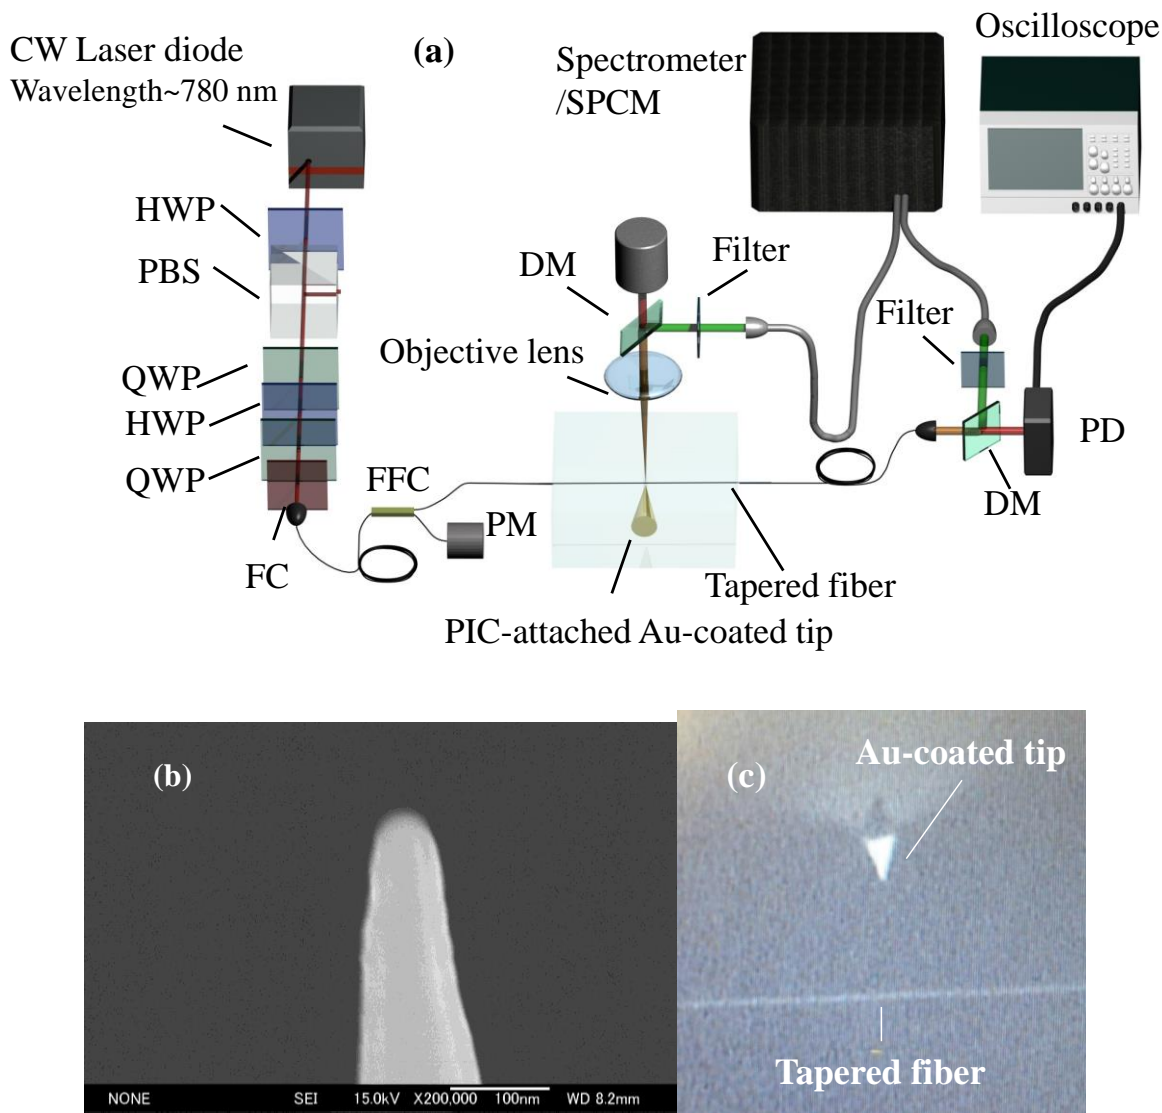 (a)
CW Laser diode
Wavelength~780 nm
Spectrometer
/SPCM
Oscilloscope
HWP
PBS
QWP
HWP
QWP
FC
DM
Filter
Objective lens
Filter
PD
DM
FFC
PM
Tapered fiber
PIC-attached Au-coated tip
(b)
NONE SEI 15.0kV X200,000 100nm WD 8.2mm
(c)
Au-coated tip
Tapered fiber